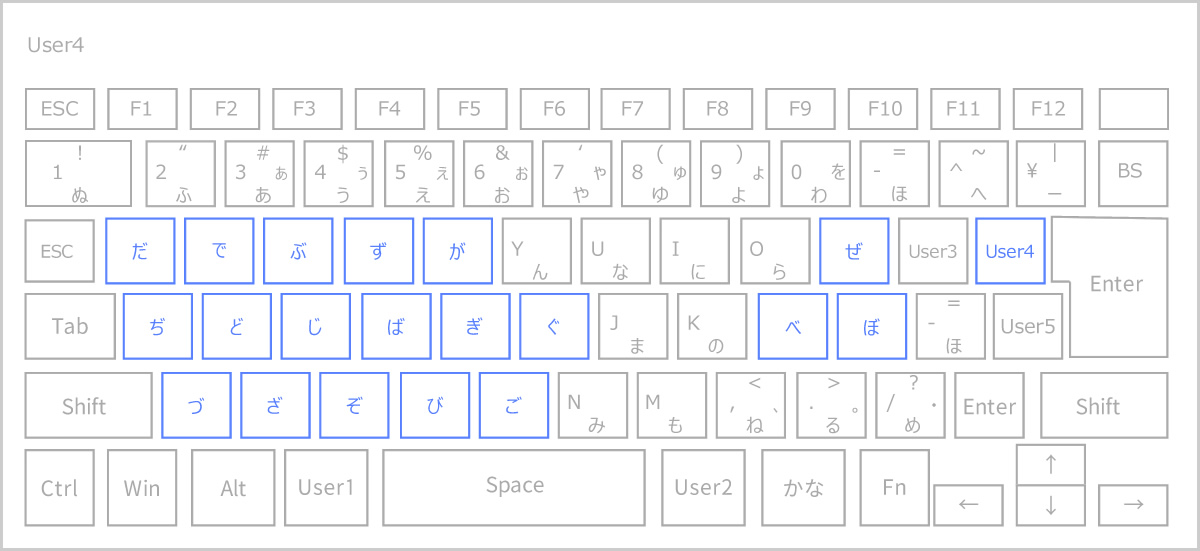 User4
ESC F1 F2 F3 F4 F5 F6 F7 F8 F9 F10 F11 F12
! “ # $ % & ‘ ( ) = ~ |
1 2 3 ぁ 4 ぅ 5 ぇ 6 ぉ 7 ゃ 8 ゅ 9 ょ 0 を - ^ ¥ BS
ぬ ふ あ う え お や ゆ よ わ ほ へ ー
ESC だ で ぶ ず が Y ん U な I に O ら ぜ User3 User4 Enter
Tab ぢ ど じ ば ぎ ぐ J ま K の べ ぼ = - ほ User5
Shift づ ざ ぞ び ご N み M も < , 、 ね > . 。 る ? / ・ め Enter Shift
Ctrl Win Alt User1 Space User2 かな Fn ← ↑ ↓ →